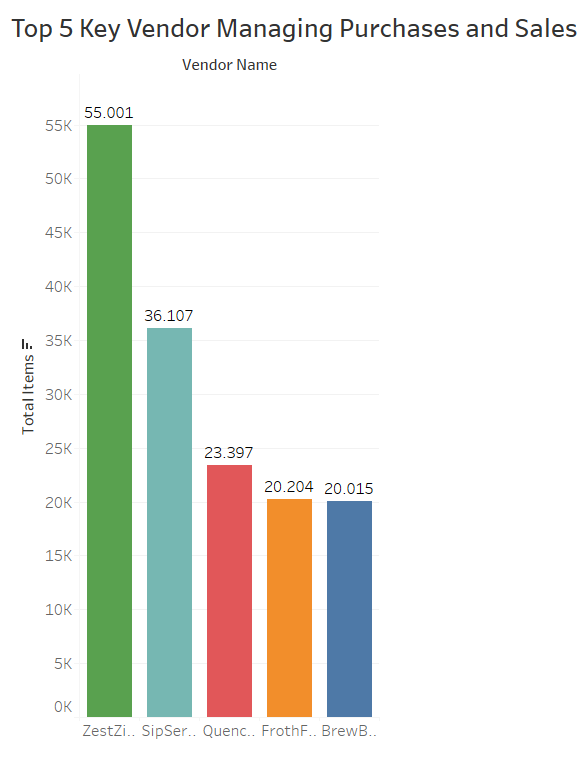 Top 5 Key Vendor Managing Purchases and Sales
Vendor Name
55.001
55K
50K
45K
40K
36.107
35K
Total Items
30K
25K
23.397
20.204
20.015
20K
15K
10K
5K
0K
ZestZi.. SipSer.. Quenc.. FrothF.. BrewB..